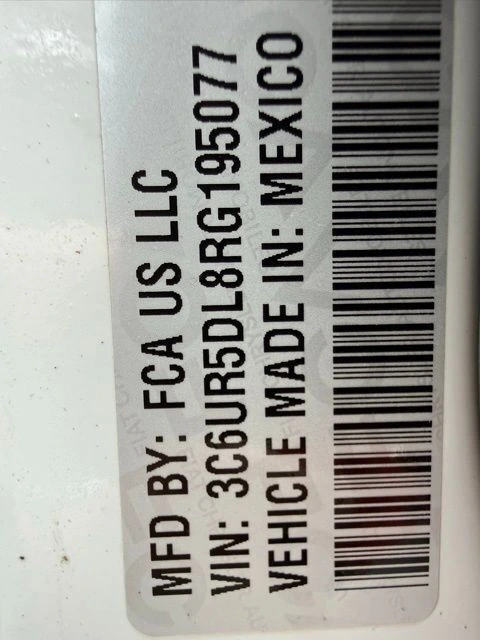 MFD BY: FCA US LLC
VIN: 3C6UR5DL8RG195077
VEHICLE MADE IN: MEXICO